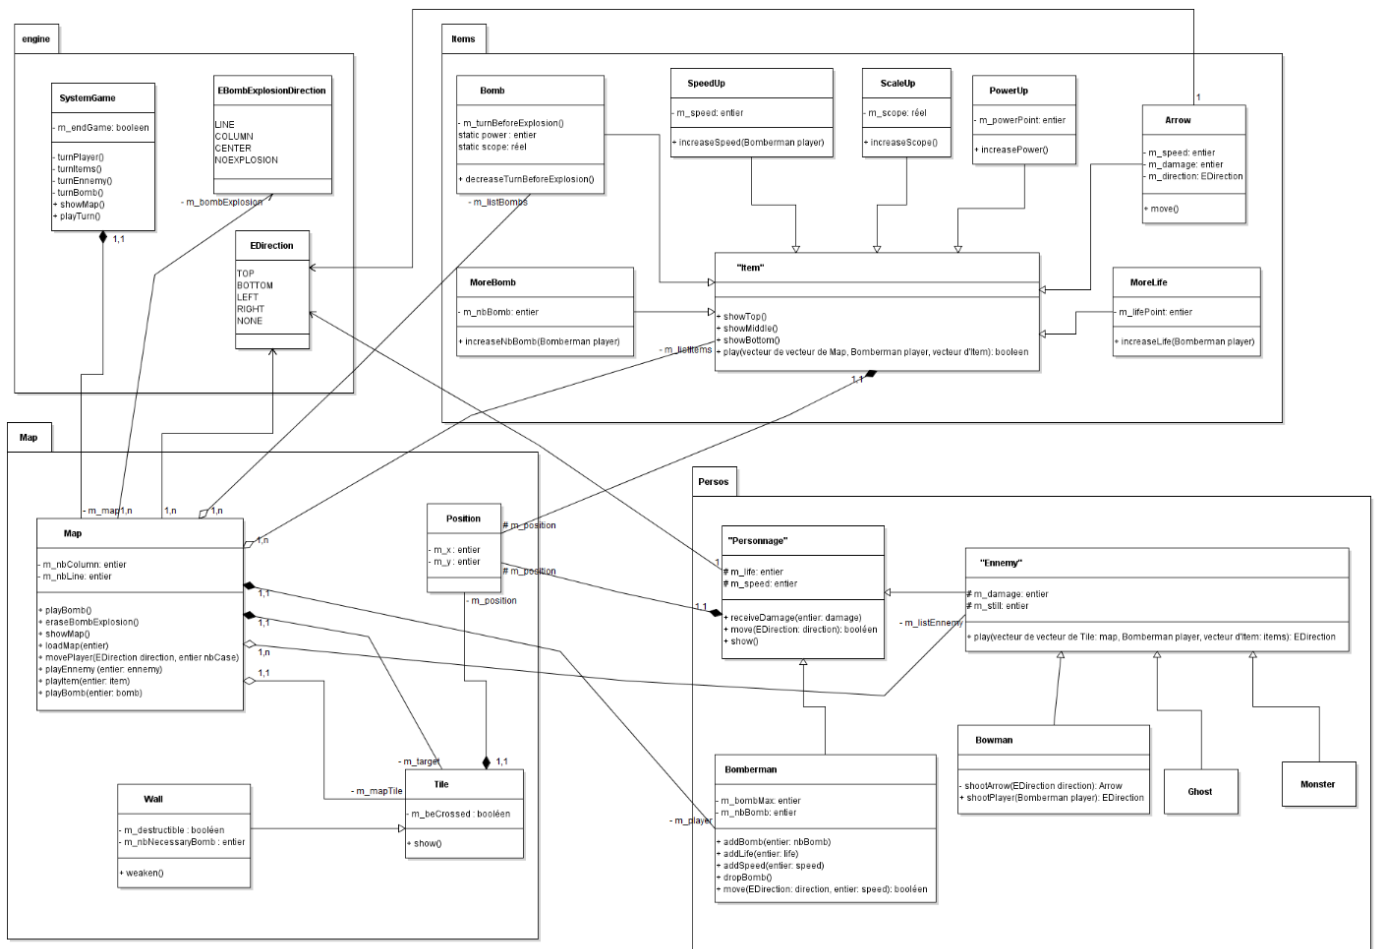 engine
SystemGame
- m_endGame: booleen
- turnPlayer()
- turnItems()
- turnEnnemy()
- turnBomb()
+ showMap()
+ playTurn()
1,1
EBombExplosionDirection
LINE
COLUMN
CENTER
NOEXPLOSION
- m_bombExplosion
EDirection
TOP
BOTTOM
LEFT
RIGHT
NONE
Items
Bomb
- m_turnBeforeExplosion()
static power : entier
static scope: réel
+ decreaseTurnBeforeExplosion()
- m_listBombs
SpeedUp
- m_speed: entier
+ increaseSpeed(Bomberman player)
ScaleUp
- m_scope: réel
+ increaseScope()
PowerUp
- m_powerPoint: entier
+ increasePower()
1
Arrow
- m_speed: entier
- m_damage: entier
- m_direction: EDirection
+ move()
MoreBomb
- m_nbBomb: entier
+ increaseNbBomb(Bomberman player)
"Item"
+ showTop()
+ showMiddle()
+ showBottom()
+ play(vecteur de vecteur de Map, Bomberman player, vecteur d'Item): booleen
- m_listItems
1,1
MoreLife
- m_lifePoint: entier
+ increaseLife(Bomberman player)
Map
- m_map
1,n
1,n
1,n
Map
- m_nbColumn: entier
- m_nbLine: entier
+ playBomb()
+ eraseBombExplosion()
+ showMap()
+ loadMap(entier)
+ movePlayer(EDirection direction, entier nbCase)
+ playEnnemy (entier: ennemy)
+ playItem(entier: item)
+ playBomb(entier: bomb)
1,n
1,1
1,1
1,n
1,1
Position
- m_x : entier
- m_y : entier
# m_position
# m_position
- m_position
- m_target
1,1
- m_mapTile
Tile
- m_beCrossed : booléen
+ show()
Wall
- m_destructible : booléen
- m_nbNecessaryBomb : entier
+ weaken()
Persos
"Personnage"
1
# m_life: entier
# m_speed: entier
1,1
+ receiveDamage(entier: damage)
+ move(EDirection: direction): booléen
+ show()
"Ennemy"
# m_damage: entier
# m_still: entier
- m_listEnnemy
+ play(vecteur de vecteur de Tile: map, Bomberman player, vecteur d'Item: items): EDirection
Bomberman
- m_bombMax: entier
- m_nbBomb: entier
- m_player
+ addBomb(entier: nbBomb)
+ addLife(entier: life)
+ addSpeed(entier: speed)
+ dropBomb()
+ move(EDirection: direction, entier: speed): booléen
Bowman
- shootArrow(EDirection direction): Arrow
+ shootPlayer(Bomberman player): EDirection
Ghost
Monster